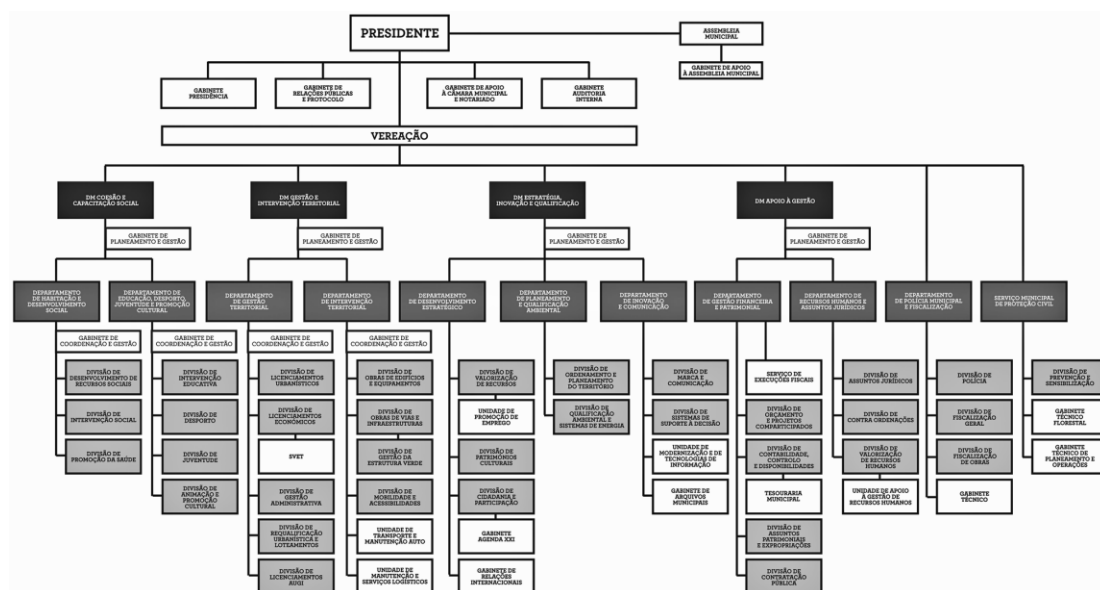 PRESIDENTE
ASSEMBLEIA
MUNICIPAL
GABINETE DE APOIO
À ASSEMBLEIA MUNICIPAL
GABINETE
PRESIDÊNCIA
GABINETE DE
RELAÇÕES PÚBLICAS
E PROTOCOLO
GABINETE DE APOIO
À CÂMARA MUNICIPAL
E NOTARIADO
GABINETE
AUDITORIA
INTERNA
VEREAÇÃO
DM COESÃO E
CAPACITAÇÃO SOCIAL
DM GESTÃO E
INTERVENÇÃO TERRITORIAL
DM ESTRATÉGIA,
INOVAÇÃO E QUALIFICAÇÃO
DM APOIO À GESTÃO
GABINETE DE
PLANEAMENTO E GESTÃO
GABINETE DE
PLANEAMENTO E GESTÃO
GABINETE DE
PLANEAMENTO E GESTÃO
GABINETE DE
PLANEAMENTO E GESTÃO
DEPARTAMENTO
DE HABITAÇÃO E
DESENVOLVIMENTO
SOCIAL
DEPARTAMENTO DE
EDUCAÇÃO, DESPORTO,
JUVENTUDE E PROMOÇÃO
CULTURAL
DEPARTAMENTO
DE GESTÃO
TERRITORIAL
DEPARTAMENTO
DE INTERVENÇÃO
TERRITORIAL
DEPARTAMENTO
DE DESENVOLVIMENTO
ESTRATÉGICO
DEPARTAMENTO
DE PLANEAMENTO
E QUALIFICAÇÃO
AMBIENTAL
DEPARTAMENTO
DE INOVAÇÃO
E COMUNICAÇÃO
DEPARTAMENTO
DE GESTÃO FINANCEIRA
E PATRIMONIAL
DEPARTAMENTO DE
RECURSOS HUMANOS E
ASSUNTOS JURÍDICOS
DEPARTAMENTO
DE POLÍCIA MUNICIPAL
E FISCALIZAÇÃO
SERVIÇO MUNICIPAL
DE PROTEÇÃO CIVIL
GABINETE DE
COORDENAÇÃO E GESTÃO
GABINETE DE
COORDENAÇÃO E GESTÃO
GABINETE DE
COORDENAÇÃO E GESTÃO
GABINETE DE
COORDENAÇÃO E GESTÃO
DIVISÃO DE
DESENVOLVIMENTO DE
RECURSOS SOCIAIS
DIVISÃO DE
INTERVENÇÃO SOCIAL
DIVISÃO DE
PROMOÇÃO DA SAÚDE
DIVISÃO DE
INTERVENÇÃO
EDUCATIVA
DIVISÃO DE
DESPORTO
DIVISÃO DE
JUVENTUDE
DIVISÃO DE
ANIMAÇÃO E
PROMOÇÃO
CULTURAL
DIVISÃO DE
LICENCIAMENTOS
URBANÍSTICOS
DIVISÃO DE
LICENCIAMENTOS
ECONÓMICOS
SVET
DIVISÃO DE
GESTÃO
ADMINISTRATIVA
DIVISÃO DE
REQUALIFICAÇÃO
URBANÍSTICA E
LOTEAMENTOS
DIVISÃO DE
LICENCIAMENTOS
AUGI
DIVISÃO DE
OBRAS DE EDIFÍCIOS
E EQUIPAMENTOS
DIVISÃO DE
OBRAS DE VIAS E
INFRAESTRUTURAS
DIVISÃO DE
GESTÃO DA
ESTRUTURA VERDE
DIVISÃO DE
MOBILIDADE E
ACESSIBILIDADES
UNIDADE DE
TRANSPORTE E
MANUTENÇÃO AUTO
UNIDADE DE
MANUTENÇÃO E
SERVIÇOS LOGÍSTICOS
DIVISÃO DE
VALORIZAÇÃO
DE RECURSOS
UNIDADE DE
PROMOÇÃO DE
EMPREGO
DIVISÃO DE
PATRIMÓNIOS
CULTURAIS
DIVISÃO DE
CIDADANIA E
PARTICIPAÇÃO
GABINETE
AGENDA XXI
GABINETE DE
RELAÇÕES
INTERNACIONAIS
DIVISÃO DE
ORDENAMENTO E
PLANEAMENTO
DO TERRITÓRIO
DIVISÃO DE
QUALIFICAÇÃO
AMBIENTAL E
SISTEMAS DE ENERGIA
DIVISÃO DE
MARCA E
COMUNICAÇÃO
DIVISÃO DE
SISTEMAS DE
SUPORTE À DECISÃO
UNIDADE DE
MODERNIZAÇÃO E DE
TECNOLOGIAS DE
INFORMAÇÃO
GABINETE DE
ARQUIVOS
MUNICIPAIS
SERVIÇO DE
EXECUÇÕES FISCAIS
DIVISÃO DE
ORÇAMENTO
E PROJETOS
COMPARTICIPADOS
DIVISÃO DE
CONTABILIDADE,
CONTROLO
E DISPONIBILIDADES
TESOURARIA
MUNICIPAL
DIVISÃO DE
ASSUNTOS
PATRIMONIAIS
E EXPROPRIAÇÕES
DIVISÃO DE
CONTRATAÇÃO
PÚBLICA
DIVISÃO DE
ASSUNTOS JURÍDICOS
DIVISÃO DE
CONTRA ORDENAÇÕES
DIVISÃO DE
VALORIZAÇÃO
DE RECURSOS
HUMANOS
UNIDADE DE APOIO
À GESTÃO DE
RECURSOS HUMANOS
DIVISÃO DE
POLÍCIA
DIVISÃO DE
FISCALIZAÇÃO
GERAL
DIVISÃO DE
FISCALIZAÇÃO
DE OBRAS
GABINETE
TÉCNICO
DIVISÃO DE
PREVENÇÃO E
SENSIBILIZAÇÃO
GABINETE
TÉCNICO
FLORESTAL
GABINETE
TÉCNICO DE
PLANEAMENTO E
OPERAÇÕES